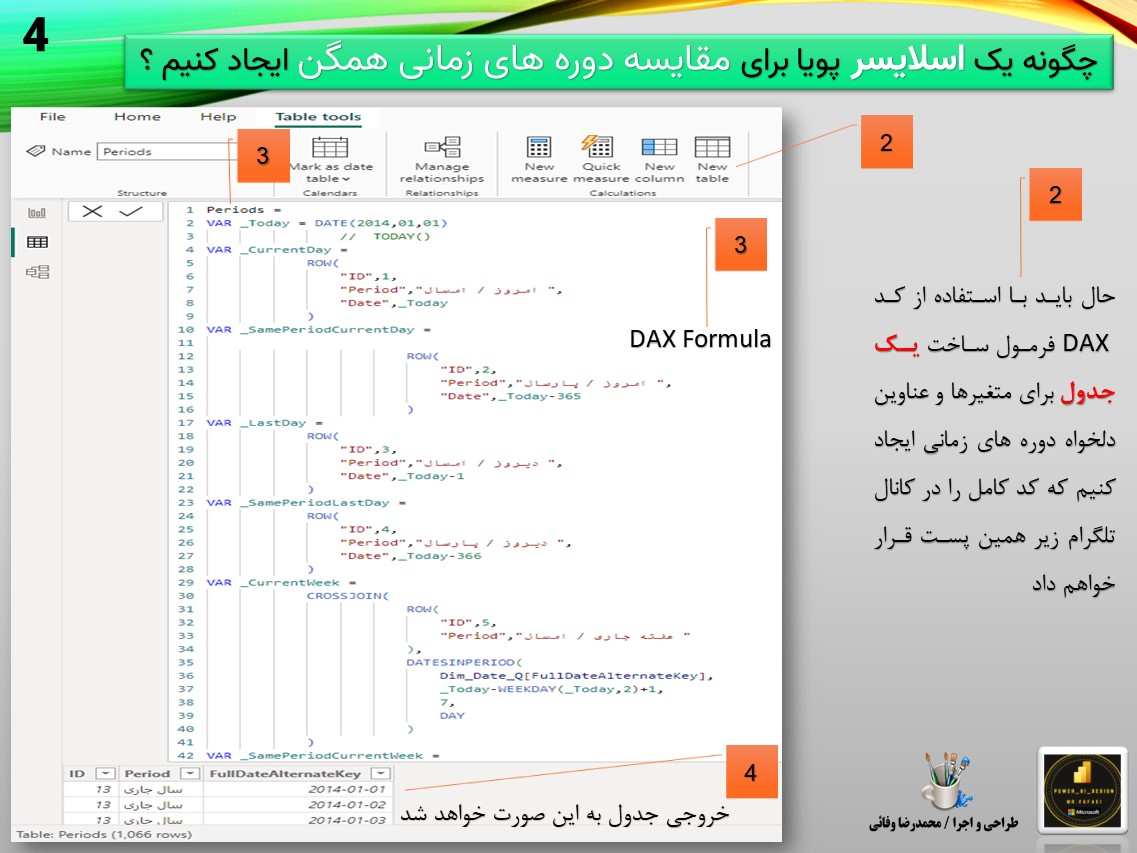 4
چگونه یک اسلایسر پویا برای مقایسه دوره های زمانی همگن ایجاد کنیم ؟
File Home Help Table tools
Name Periods
3
Mark as date table
Manage relationships
New measure
Quick measure
New column
New table
Structure Calendars Relationships Calculations
2
2
1 Periods =
2 VAR _Today = DATE(2014,01,01)
3 // TODAY()
4 VAR _CurrentDay =
5 ROW(
6 "ID",1,
7 "Period","امروز / امسال ",
8 "Date",_Today
9 )
10 VAR _SamePeriodCurrentDay =
11
12 ROW(
13 "ID",2,
14 "Period","امروز / پارسال ",
15 "Date",_Today-365
16 )
17 VAR _LastDay =
18 ROW(
19 "ID",3,
20 "Period","دیروز / امسال ",
21 "Date",_Today-1
22 )
23 VAR _SamePeriodLastDay =
24 ROW(
25 "ID",4,
26 "Period","دیروز / پارسال ",
27 "Date",_Today-366
28 )
29 VAR _CurrentWeek =
30 CROSSJOIN(
31 ROW(
32 "ID",5,
33 "Period","هفته جاری / امسال "
34 ),
35 DATESINPERIOD(
36 Dim_Date_Q[FullDateAlternateKey],
37 _Today-WEEKDAY(_Today,2)+1,
38 7,
39 DAY
40 )
41 )
42 VAR _SamePeriodCurrentWeek =
3
DAX Formula
حال باید با استفاده از کد
DAX فرمول ساخت یک
جدول برای متغیرها و عناوین
دلخواه دوره های زمانی ایجاد
کنیم که کد کامل را در کانال
تلگرام زیر همین پست قرار
خواهم داد
ID Period FullDateAlternateKey
13 سال جاری 2014-01-01
13 سال جاری 2014-01-02
13 سال جاری 2014-01-03
Table: Periods (1,066 rows)
4
خروجی جدول به این صورت خواهد شد
طراحی و اجرا / محمدرضا وفائی
POWER_BI_DESIGN
MR.VAFAEI
Microsoft